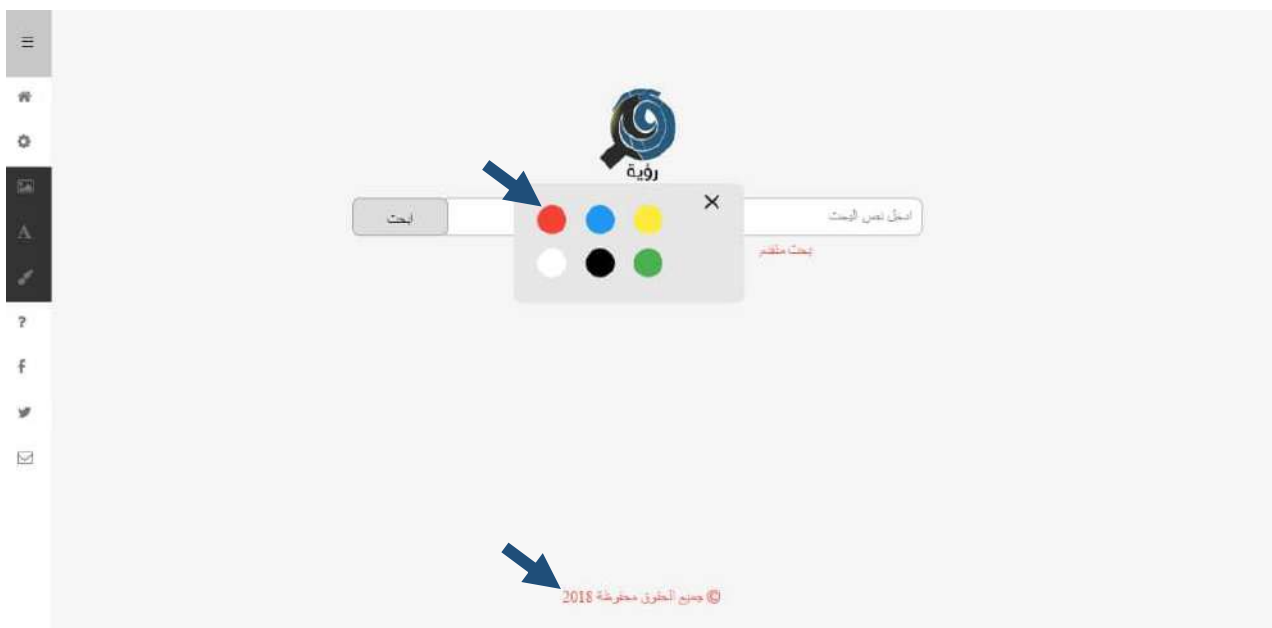 رؤية
ادخل نص البحث
ابحث
بحث متقدم
© جميع الحقوق محفوظة 2018